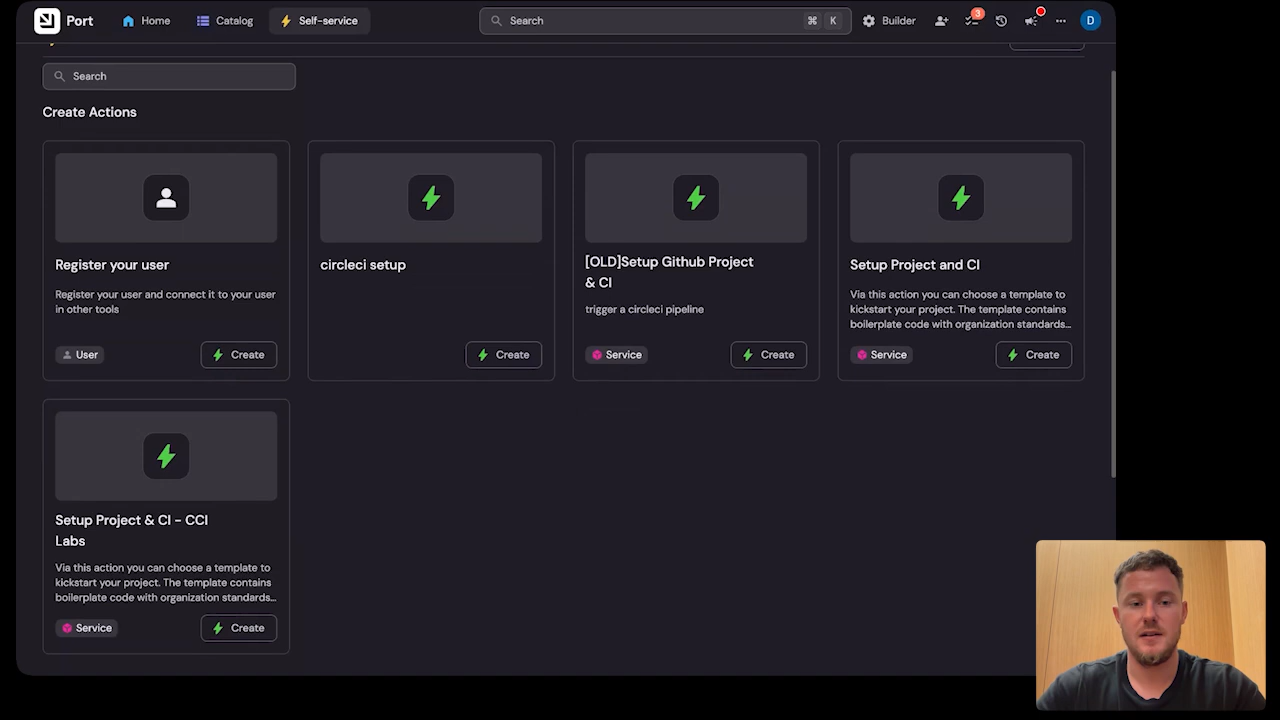 Port
Home
Catalog
Self-service
Search
⌘ K
Builder
3
D
Search
Create Actions
Register your user
Register your user and connect it to your user
in other tools
User
Create
circleci setup
Create
[OLD]Setup Github Project
& CI
trigger a circleci pipeline
Service
Create
Setup Project and CI
Via this action you can choose a template to
kickstart your project. The template contains
boilerplate code with organization standards...
Service
Create
Setup Project & CI - CCI
Labs
Via this action you can choose a template to
kickstart your project. The template contains
boilerplate code with organization standards...
Service
Create